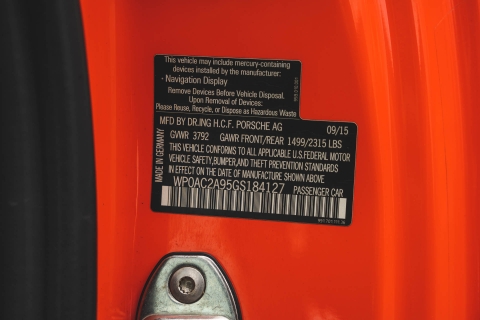 This vehicle may include mercury-containing
devices installed by the manufacturer:
- Navigation Display
Remove Devices Before Vehicle Disposal.
Upon Removal of Devices:
Please Reuse, Recycle, or Dispose as Hazardous Waste
MFD BY DR.ING H.C.F. PORSCHE AG 09/15
GVWR 3792 GAWR FRONT/REAR 1499/2315 LBS
THIS VEHICLE CONFORMS TO ALL APPLICABLE U.S.FEDERAL MOTOR
VEHICLE SAFETY,BUMPER,AND THEFT PREVENTION STANDARDS
IN EFFECT ON THE DATE OF MANUFACTURE SHOWN ABOVE
WP0AC2A95GS184127 PASSENGER CAR
MADE IN GERMANY